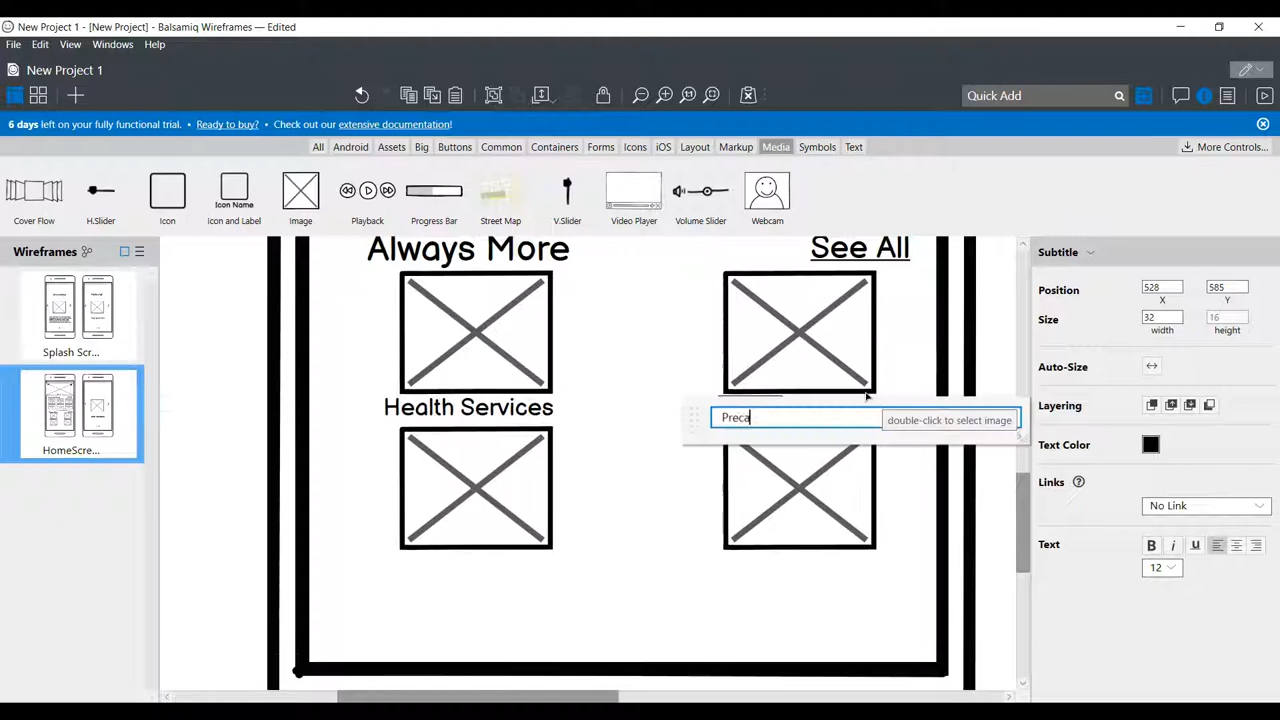 New Project 1 - [New Project] - Balsamiq Wireframes — Edited
File Edit View Windows Help
New Project 1
Quick Add
6 days left on your fully functional trial. • Ready to buy? • Check out our extensive documentation!
All Android Assets Big Buttons Common Containers Forms Icons iOS Layout Markup Media Symbols Text More Controls...
Cover Flow H.Slider Icon Icon and Label Image Playback Progress Bar Street Map V.Slider Video Player Volume Slider Webcam
Icon Name
Wireframes
Splash Scr...
HomeScre...
Always More See All
Health Services
Preca
double-click to select image
Subtitle
Position 528 585
X Y
Size 32 16
width height
Auto-Size
Layering
Text Color
Links ?
No Link
Text B i U
12